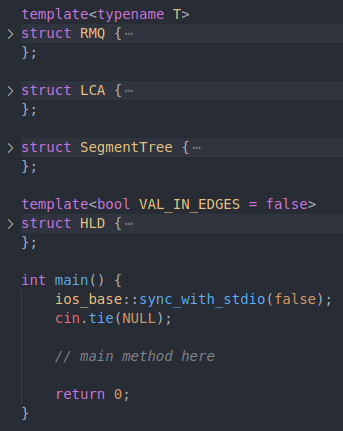 template<typename T>
struct RMQ {⋯
};
struct LCA {⋯
};
struct SegmentTree {⋯
};
template<bool VAL_IN_EDGES = false>
struct HLD {⋯
};
int main() {
    ios_base::sync_with_stdio(false);
    cin.tie(NULL);
    // main method here
    return 0;
}